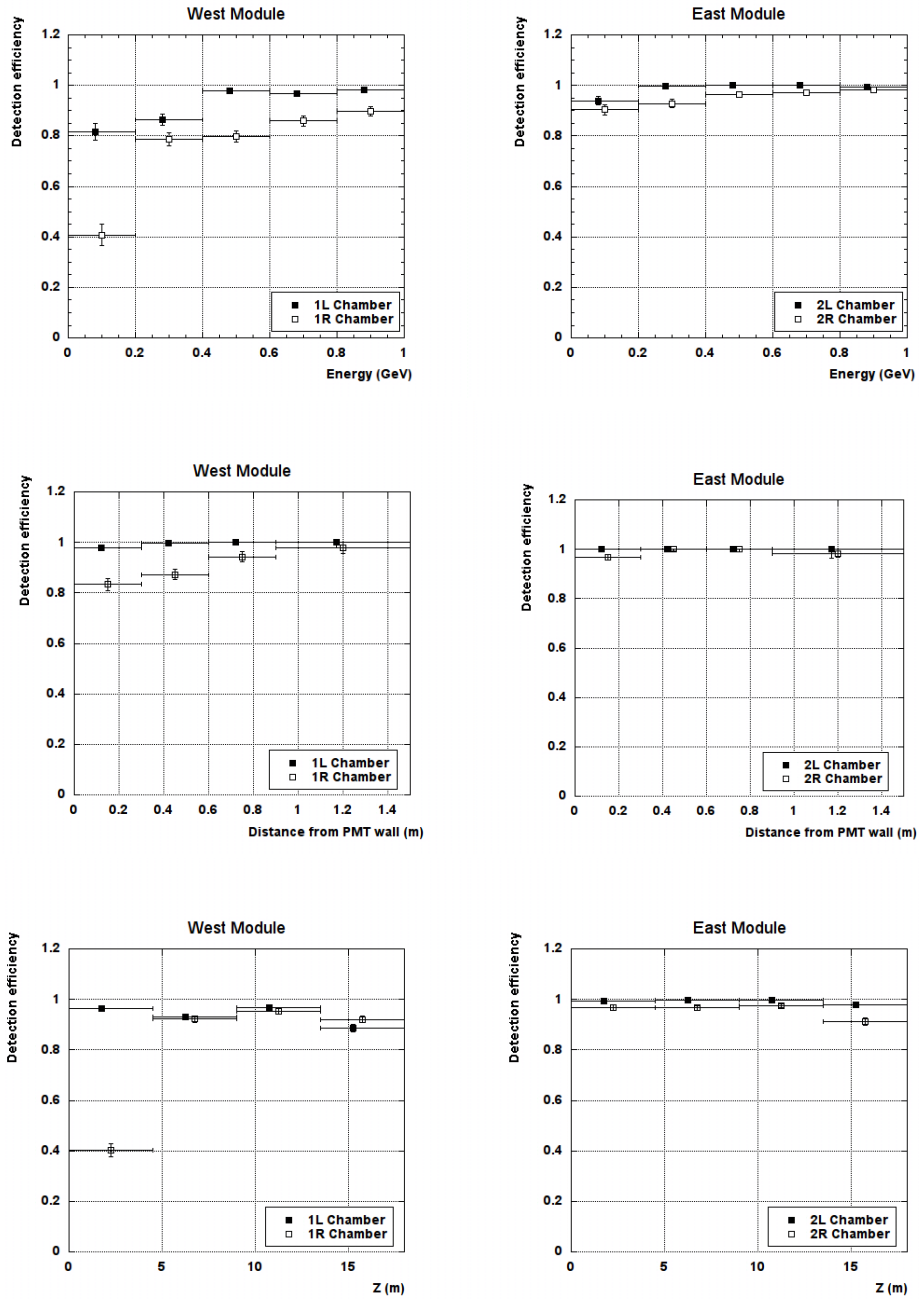 West Module
Detection efficiency
1.2
1
0.8
0.6
0.4
0.2
0
1L Chamber
1R Chamber
0 0.2 0.4 0.6 0.8 1
Energy (GeV)
East Module
Detection efficiency
1.2
1
0.8
0.6
0.4
0.2
0
2L Chamber
2R Chamber
0 0.2 0.4 0.6 0.8 1
Energy (GeV)
West Module
Detection efficiency
1.2
1
0.8
0.6
0.4
0.2
0
1L Chamber
1R Chamber
0 0.2 0.4 0.6 0.8 1 1.2 1.4
Distance from PMT wall (m)
East Module
Detection efficiency
1.2
1
0.8
0.6
0.4
0.2
0
2L Chamber
2R Chamber
0 0.2 0.4 0.6 0.8 1 1.2 1.4
Distance from PMT wall (m)
West Module
Detection efficiency
1.2
1
0.8
0.6
0.4
0.2
0
1L Chamber
1R Chamber
0 5 10 15
Z (m)
East Module
Detection efficiency
1.2
1
0.8
0.6
0.4
0.2
0
2L Chamber
2R Chamber
0 5 10 15
Z (m)